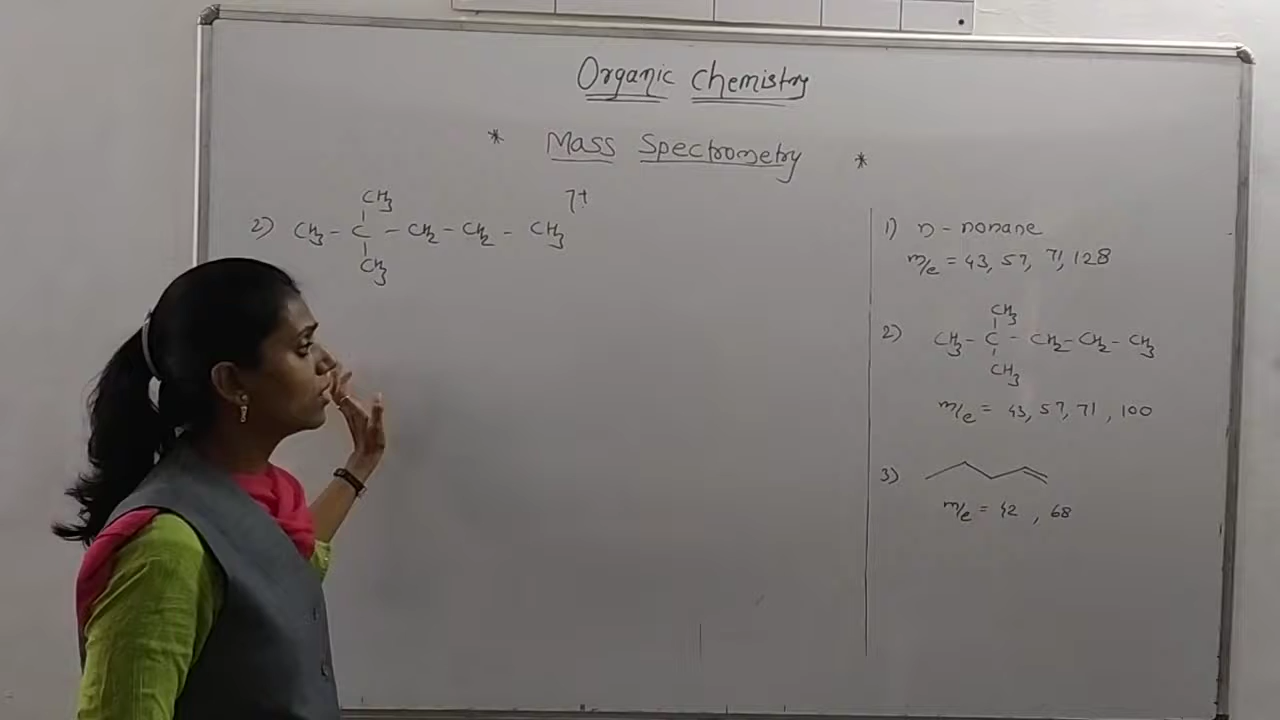 Organic Chemistry
* Mass Spectrometry *
CH3
⌉+
2) CH3 - C - CH2 - CH2 - CH3
CH3
1) n - nonane
m/e = 43, 57, 71, 128
CH3
2) CH3 - C - CH2 - CH2 - CH3
CH3
m/e = 43, 57, 71, 100
3)
m/e = 42, 68